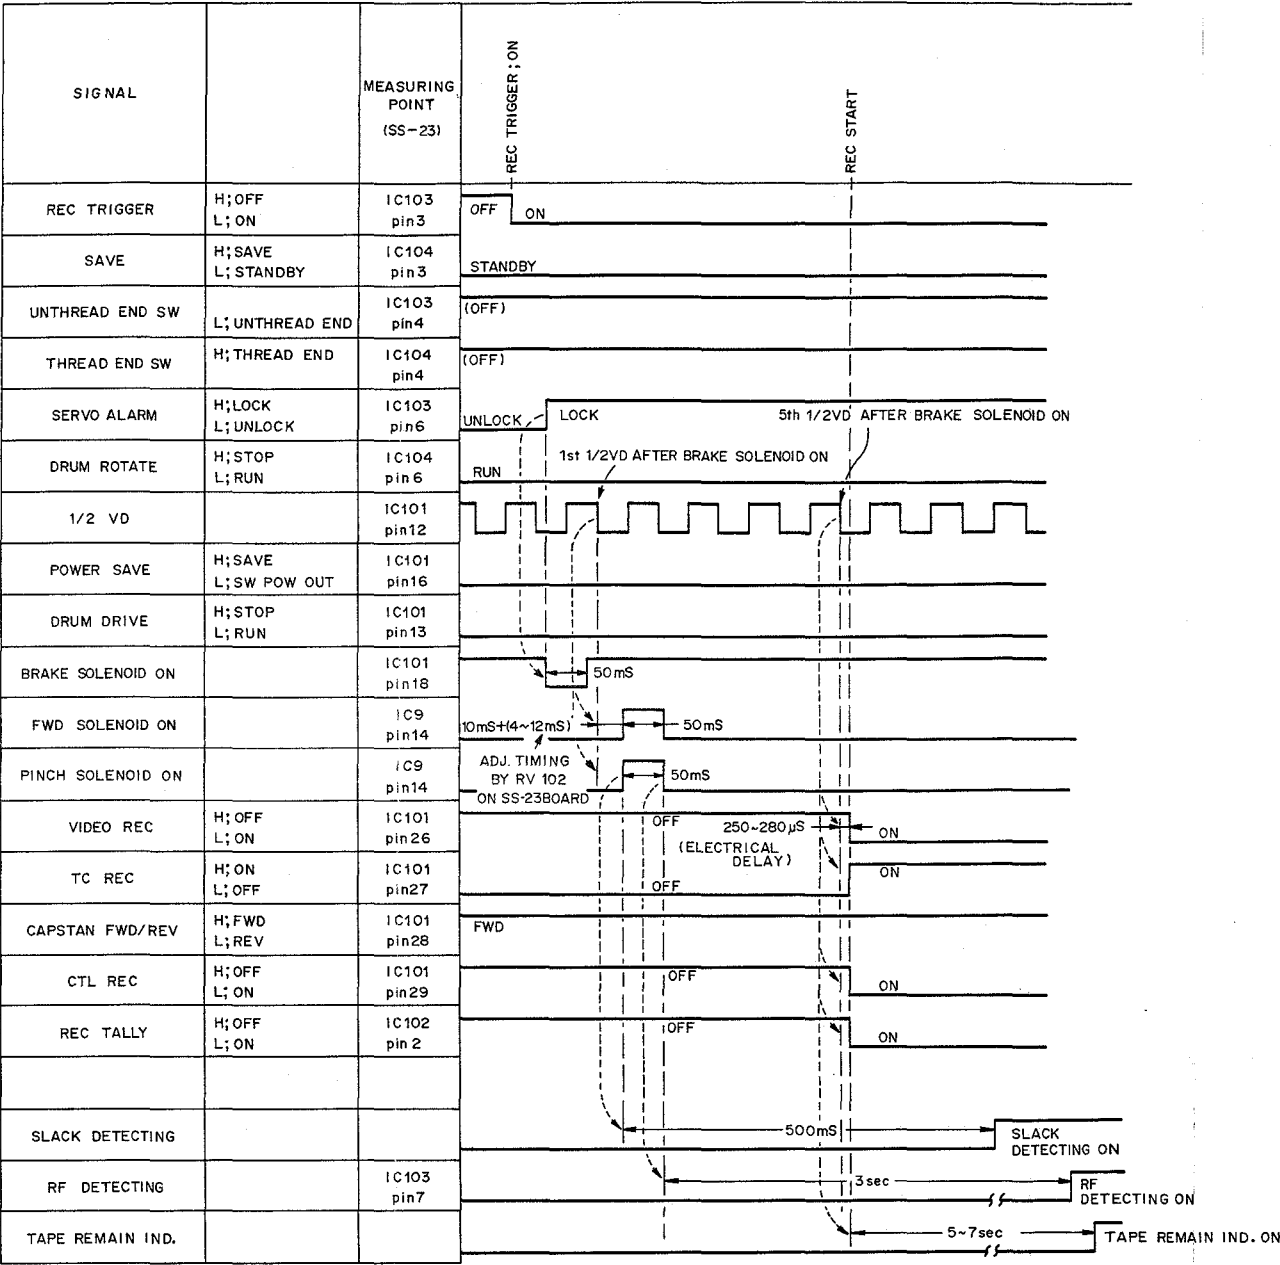 SIGNAL
MEASURING
POINT
(SS-23)
REC TRIGGER;ON
REC START
REC TRIGGER
H;OFF
L;ON
IC103
pin3
OFF
ON
SAVE
H;SAVE
L;STANDBY
IC104
pin3
STANDBY
UNTHREAD END SW
L;UNTHREAD END
IC103
pin4
(OFF)
THREAD END SW
H;THREAD END
IC104
pin4
(OFF)
SERVO ALARM
H;LOCK
L;UNLOCK
IC103
pin6
UNLOCK
LOCK
5th 1/2VD AFTER BRAKE SOLENOID ON
DRUM ROTATE
H;STOP
L;RUN
IC104
pin6
RUN
1st 1/2VD AFTER BRAKE SOLENOID ON
1/2 VD
IC101
pin12
POWER SAVE
H;SAVE
L;SW POW OUT
IC101
pin16
DRUM DRIVE
H;STOP
L;RUN
IC101
pin13
BRAKE SOLENOID ON
IC101
pin18
50mS
FWD SOLENOID ON
IC9
pin14
10mS+(4~12mS)
50mS
PINCH SOLENOID ON
IC9
pin14
ADJ. TIMING
BY RV 102
ON SS-23BOARD
50mS
VIDEO REC
H;OFF
L;ON
IC101
pin26
OFF
250~280µS
(ELECTRICAL
DELAY)
ON
TC REC
H;ON
L;OFF
IC101
pin27
OFF
ON
CAPSTAN FWD/REV
H;FWD
L;REV
IC101
pin28
FWD
CTL REC
H;OFF
L;ON
IC101
pin29
OFF
ON
REC TALLY
H;OFF
L;ON
IC102
pin 2
OFF
ON
SLACK DETECTING
500mS
SLACK
DETECTING ON
RF DETECTING
IC103
pin7
3sec
RF
DETECTING ON
TAPE REMAIN IND.
5~7sec
TAPE REMAIN IND. ON